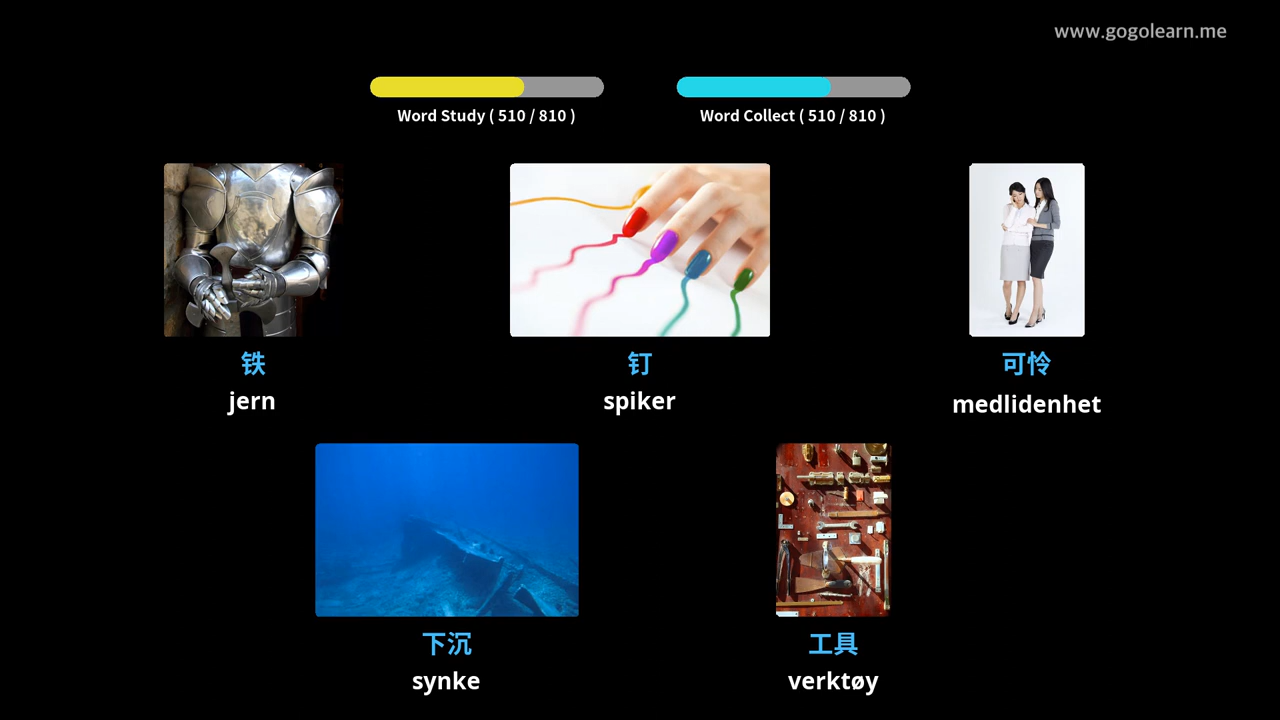 www.gogolearn.me
Word Study ( 510 / 810 )
Word Collect ( 510 / 810 )
铁
jern
钉
spiker
可怜
medlidenhet
下沉
synke
工具
verktøy